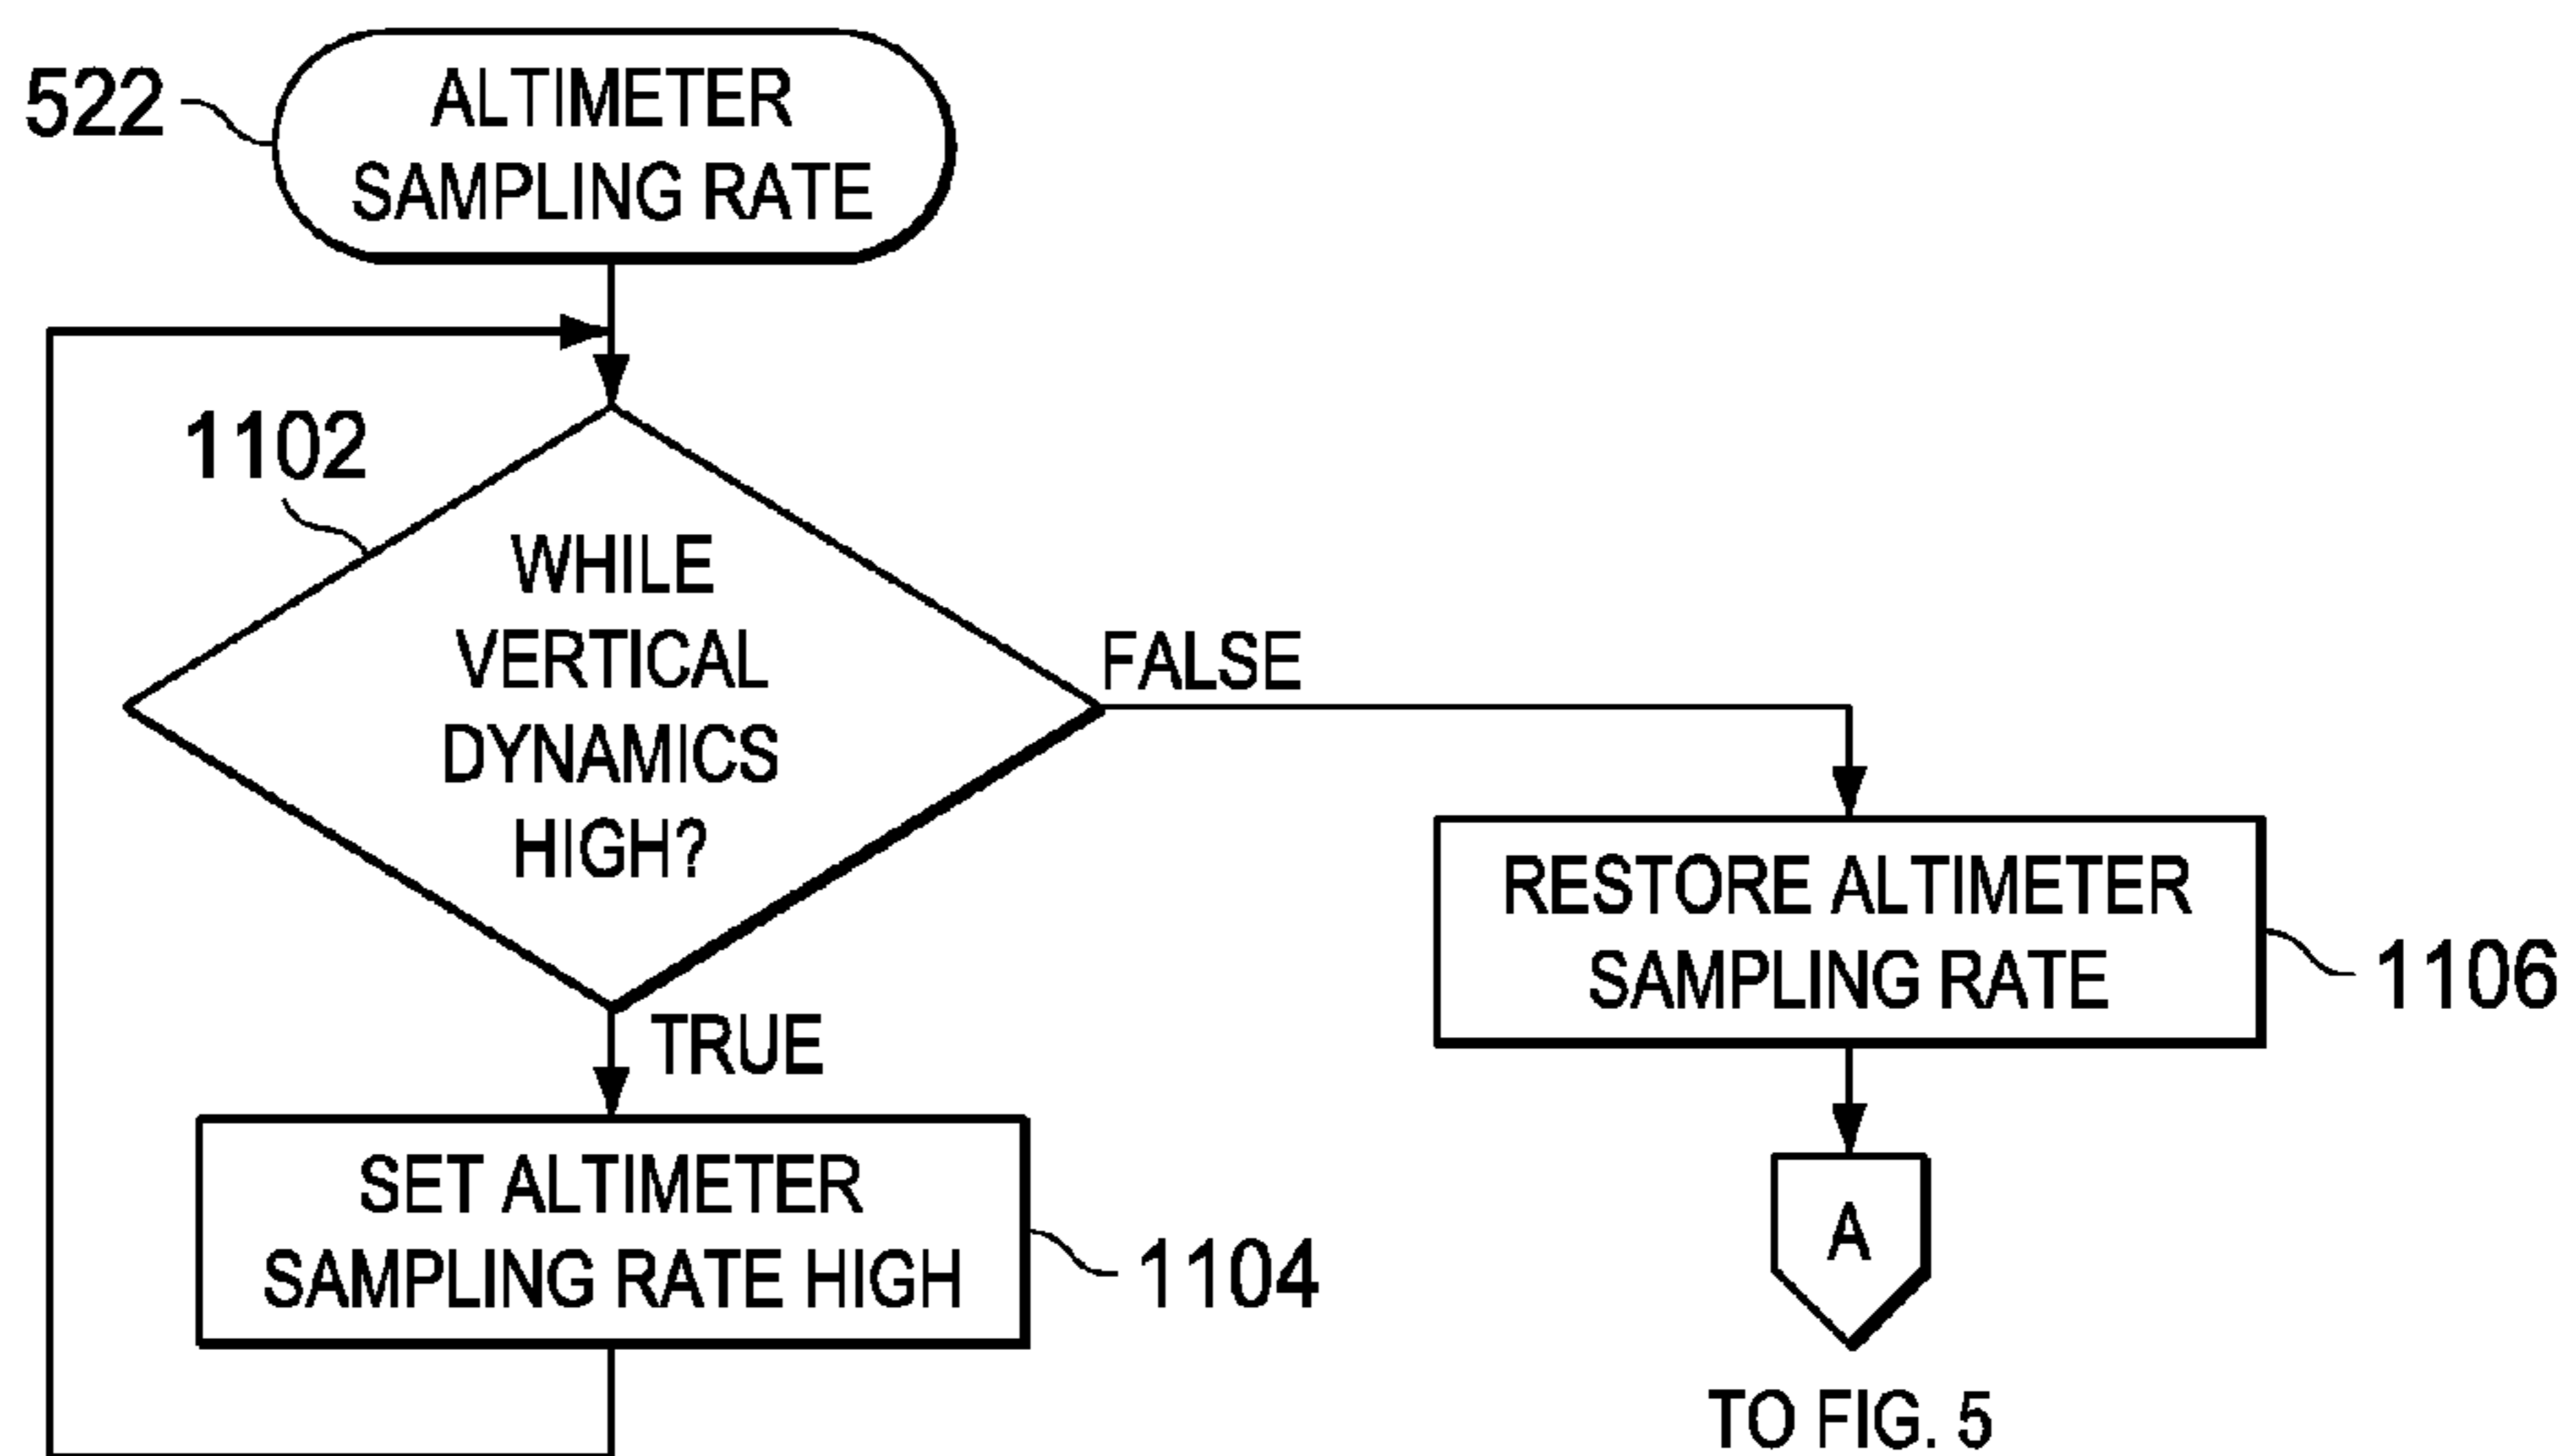 522
ALTIMETER
SAMPLING RATE
1102
WHILE
VERTICAL
DYNAMICS
HIGH?
FALSE
TRUE
SET ALTIMETER
SAMPLING RATE HIGH
1104
RESTORE ALTIMETER
SAMPLING RATE
1106
A
TO FIG. 5